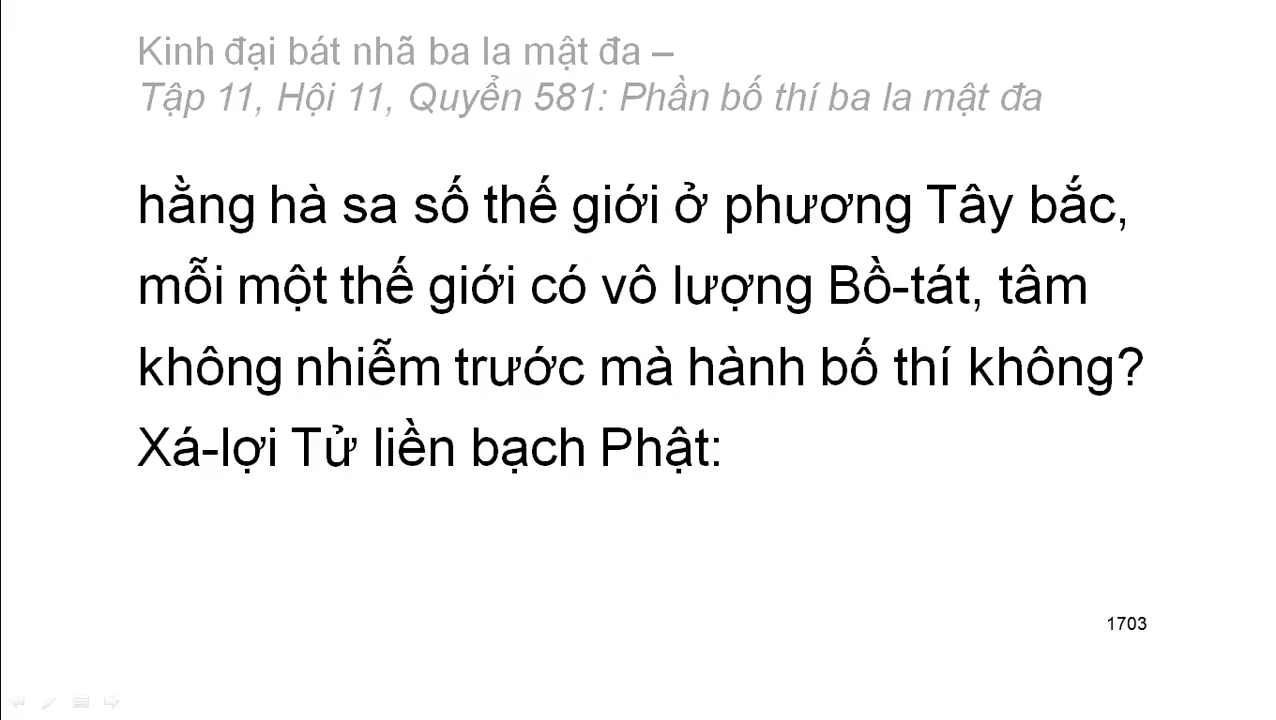 Kinh đại bát nhã ba la mật đa –
Tập 11, Hội 11, Quyển 581: Phần bố thí ba la mật đa
hằng hà sa số thế giới ở phương Tây bắc,
mỗi một thế giới có vô lượng Bồ-tát, tâm
không nhiễm trước mà hành bố thí không?
Xá-lợi Tử liền bạch Phật:
1703